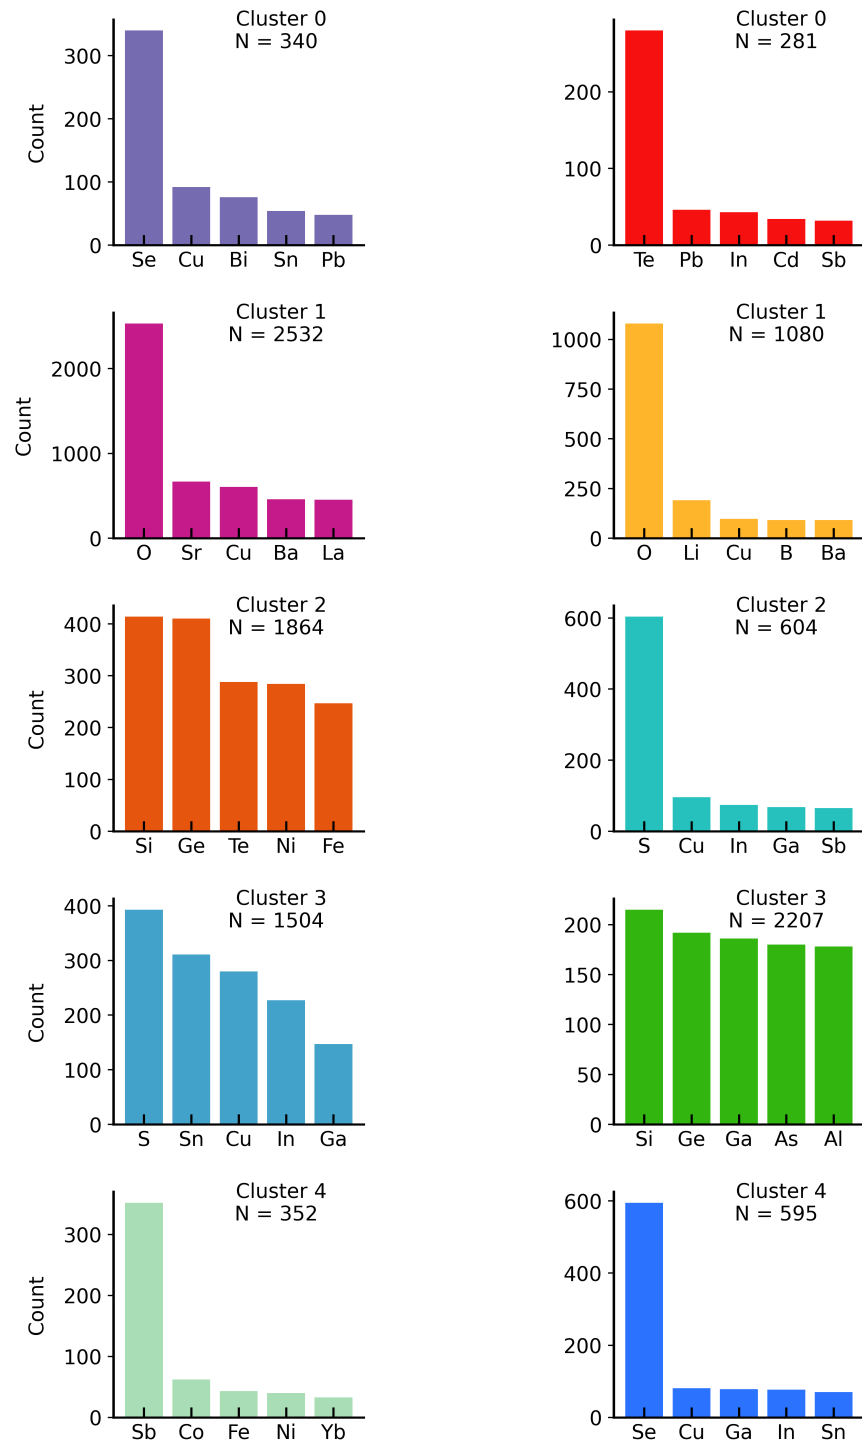 Cluster 0
N = 340
Count
300
200
100
0
Se Cu Bi Sn Pb
Cluster 0
N = 281
200
100
0
Te Pb In Cd Sb
Cluster 1
N = 2532
Count
2000
1000
0
O Sr Cu Ba La
Cluster 1
N = 1080
1000
750
500
250
0
O Li Cu B Ba
Cluster 2
N = 1864
Count
400
300
200
100
0
Si Ge Te Ni Fe
Cluster 2
N = 604
600
400
200
0
S Cu In Ga Sb
Cluster 3
N = 1504
Count
400
300
200
100
0
S Sn Cu In Ga
Cluster 3
N = 2207
200
150
100
50
0
Si Ge Ga As Al
Cluster 4
N = 352
Count
300
200
100
0
Sb Co Fe Ni Yb
Cluster 4
N = 595
600
400
200
0
Se Cu Ga In Sn